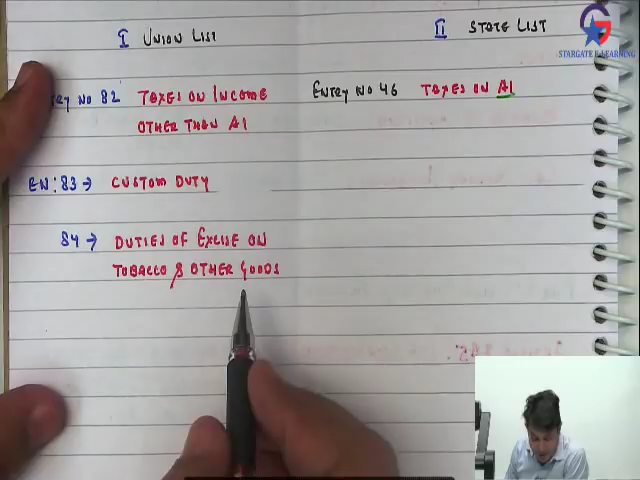 I UNION LIST
II STATE LIST
STARGATE E-LEARNING
ENTRY NO 46 TAXES ON AI
NO 82 TAXES ON INCOME
OTHER THAN AI
EN: 83 → CUSTOM DUTY
84 → DUTIES OF EXCISE ON
TOBACCO & OTHER GOODS